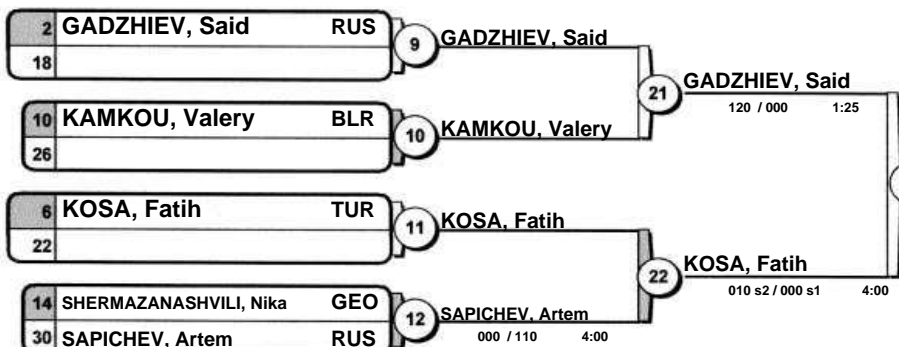 2 GADZHIEV, Said RUS
18
9
GADZHIEV, Said
10 KAMKOU, Valery BLR
26
10
KAMKOU, Valery
21
GADZHIEV, Said
120 / 000 1:25
6 KOSA, Fatih TUR
22
11
KOSA, Fatih
14 SHERMAZANASHVILI, Nika GEO
30 SAPICHEV, Artem RUS
12
SAPICHEV, Artem
000 / 110 4:00
22
KOSA, Fatih
010 s2 / 000 s1 4:00